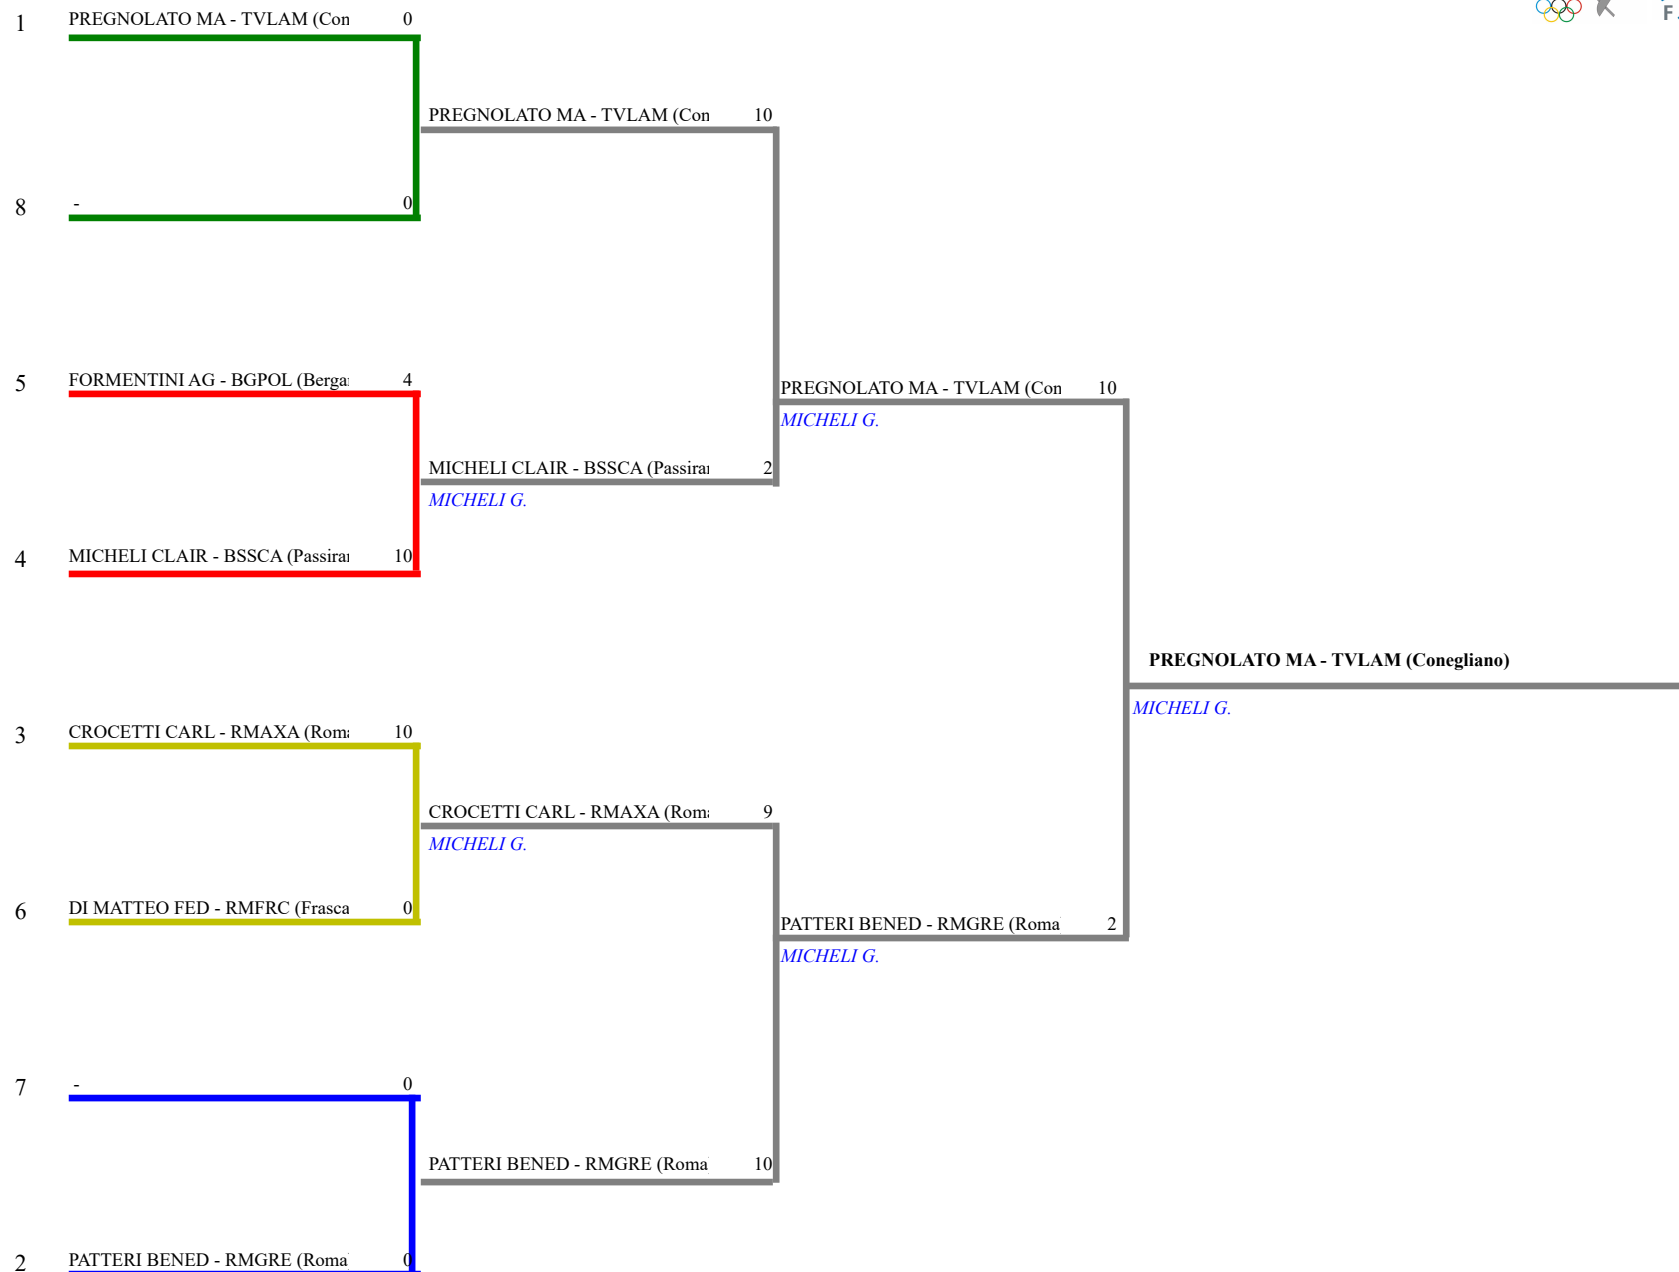 1 PREGNOLATO MA - TVLAM (Con 0
F
PREGNOLATO MA - TVLAM (Con 10
8 - 0
5 FORMENTINI AG - BGPOL (Berga 4
PREGNOLATO MA - TVLAM (Con 10
MICHELI G.
MICHELI CLAIR - BSSCA (Passira 2
MICHELI G.
4 MICHELI CLAIR - BSSCA (Passira 10
PREGNOLATO MA - TVLAM (Conegliano)
MICHELI G.
3 CROCETTI CARL - RMAXA (Rom 10
CROCETTI CARL - RMAXA (Rom 9
MICHELI G.
6 DI MATTEO FED - RMFRC (Frasca 0
PATTERI BENED - RMGRE (Roma 2
MICHELI G.
7 - 0
PATTERI BENED - RMGRE (Roma 10
2 PATTERI BENED - RMGRE (Roma 0